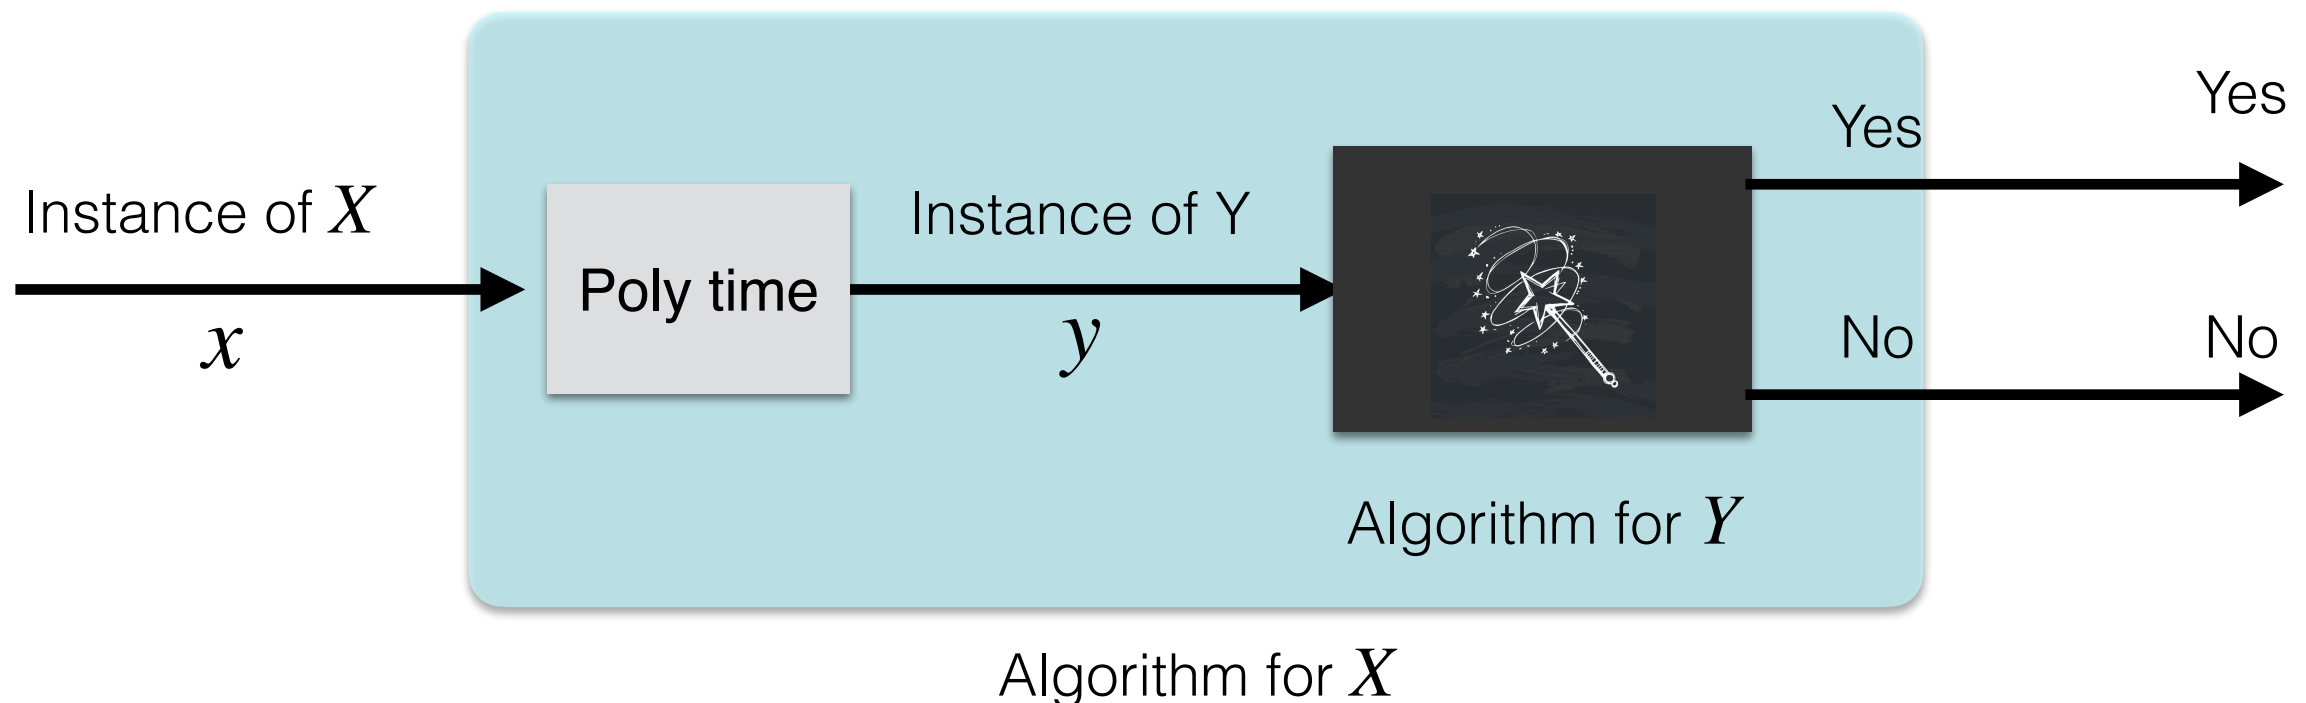 Instance of X
x
Poly time
Instance of Y
y
Yes
No
Algorithm for Y
Yes
No
Algorithm for X